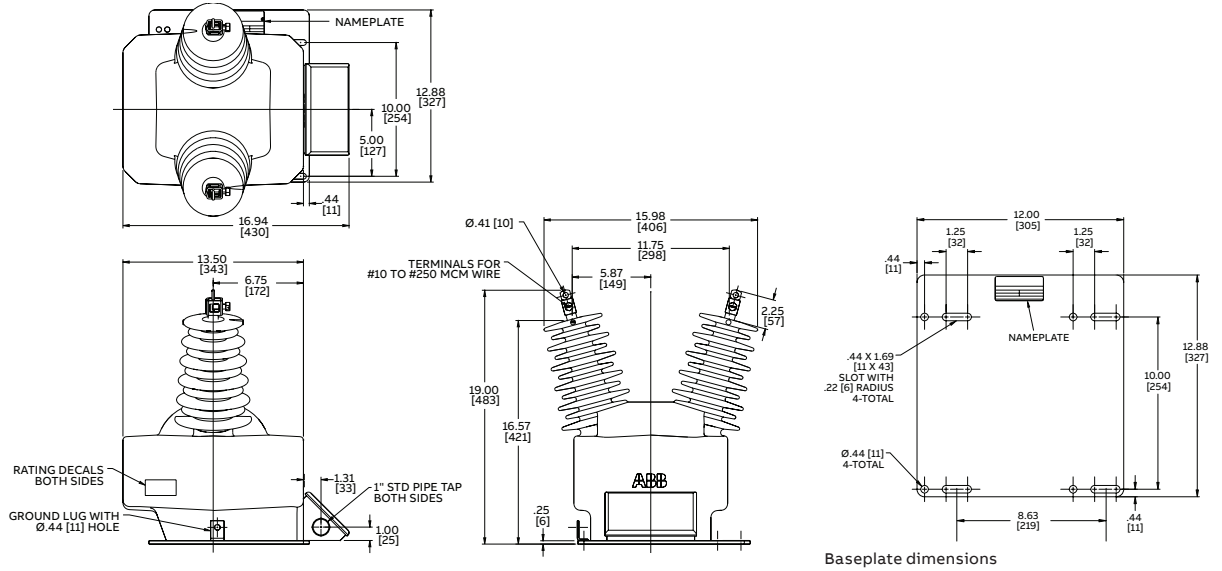 NAMEPLATE
12.88
[327]
10.00
[254]
5.00
[127]
.44
[11]
16.94
[430]
13.50
[343]
6.75
[172]
RATING DECALS
BOTH SIDES
GROUND LUG WITH
Ø.44 [11] HOLE
1.31
[33]
1" STD PIPE TAP
BOTH SIDES
1.00
[25]
15.98
[406]
Ø.41 [10]
11.75
[298]
TERMINALS FOR
#10 TO #250 MCM WIRE
5.87
[149]
2.25
[57]
19.00
[483]
16.57
[421]
ABB
.25
[6]
12.00
[305]
1.25
[32]
1.25
[32]
.44
[11]
NAMEPLATE
.44 X 1.69
[11 X 43]
SLOT WITH
.22 [6] RADIUS
4-TOTAL
12.88
[327]
10.00
[254]
Ø.44 [11]
4-TOTAL
8.63
[219]
.44
[11]
Baseplate dimensions